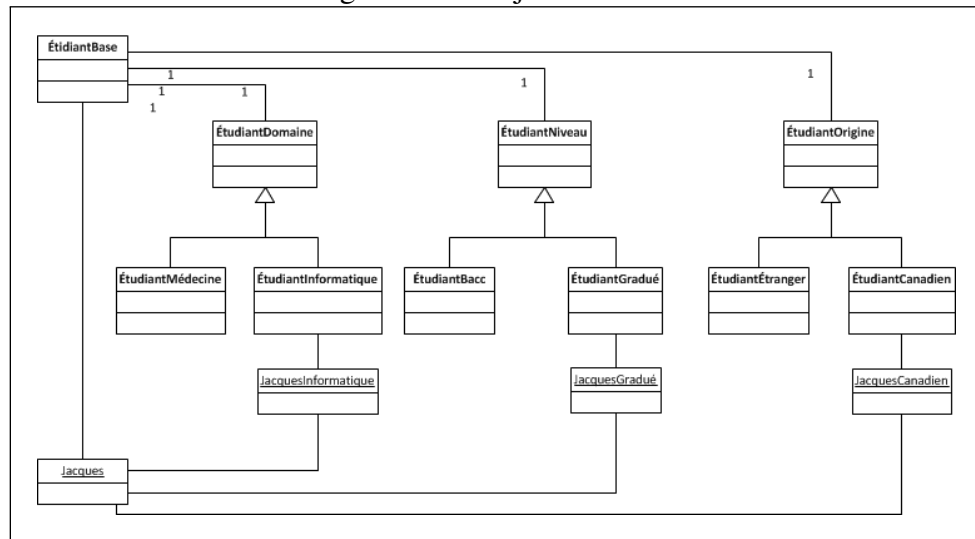 ÉtidiantBase
1
1
1
1
1
1
ÉtudiantDomaine
ÉtudiantNiveau
ÉtudiantOrigine
ÉtudiantMédecine
ÉtudiantInformatique
ÉtudiantBacc
ÉtudiantGradué
ÉtudiantÉtranger
ÉtudiantCanadien
JacquesInformatique
JacquesGradué
JacquesCanadien
Jacques